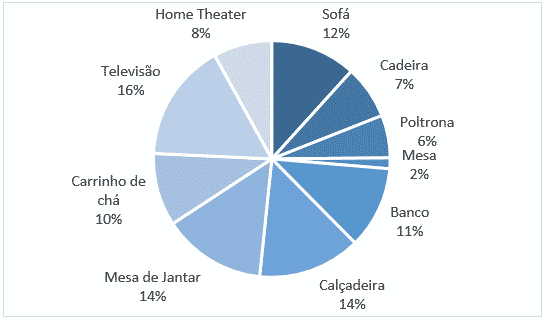 Home Theater
8%
Sofá
12%
Cadeira
7%
Poltrona
6%
Mesa
2%
Banco
11%
Calçadeira
14%
Mesa de Jantar
14%
Carrinho de
chá
10%
Televisão
16%